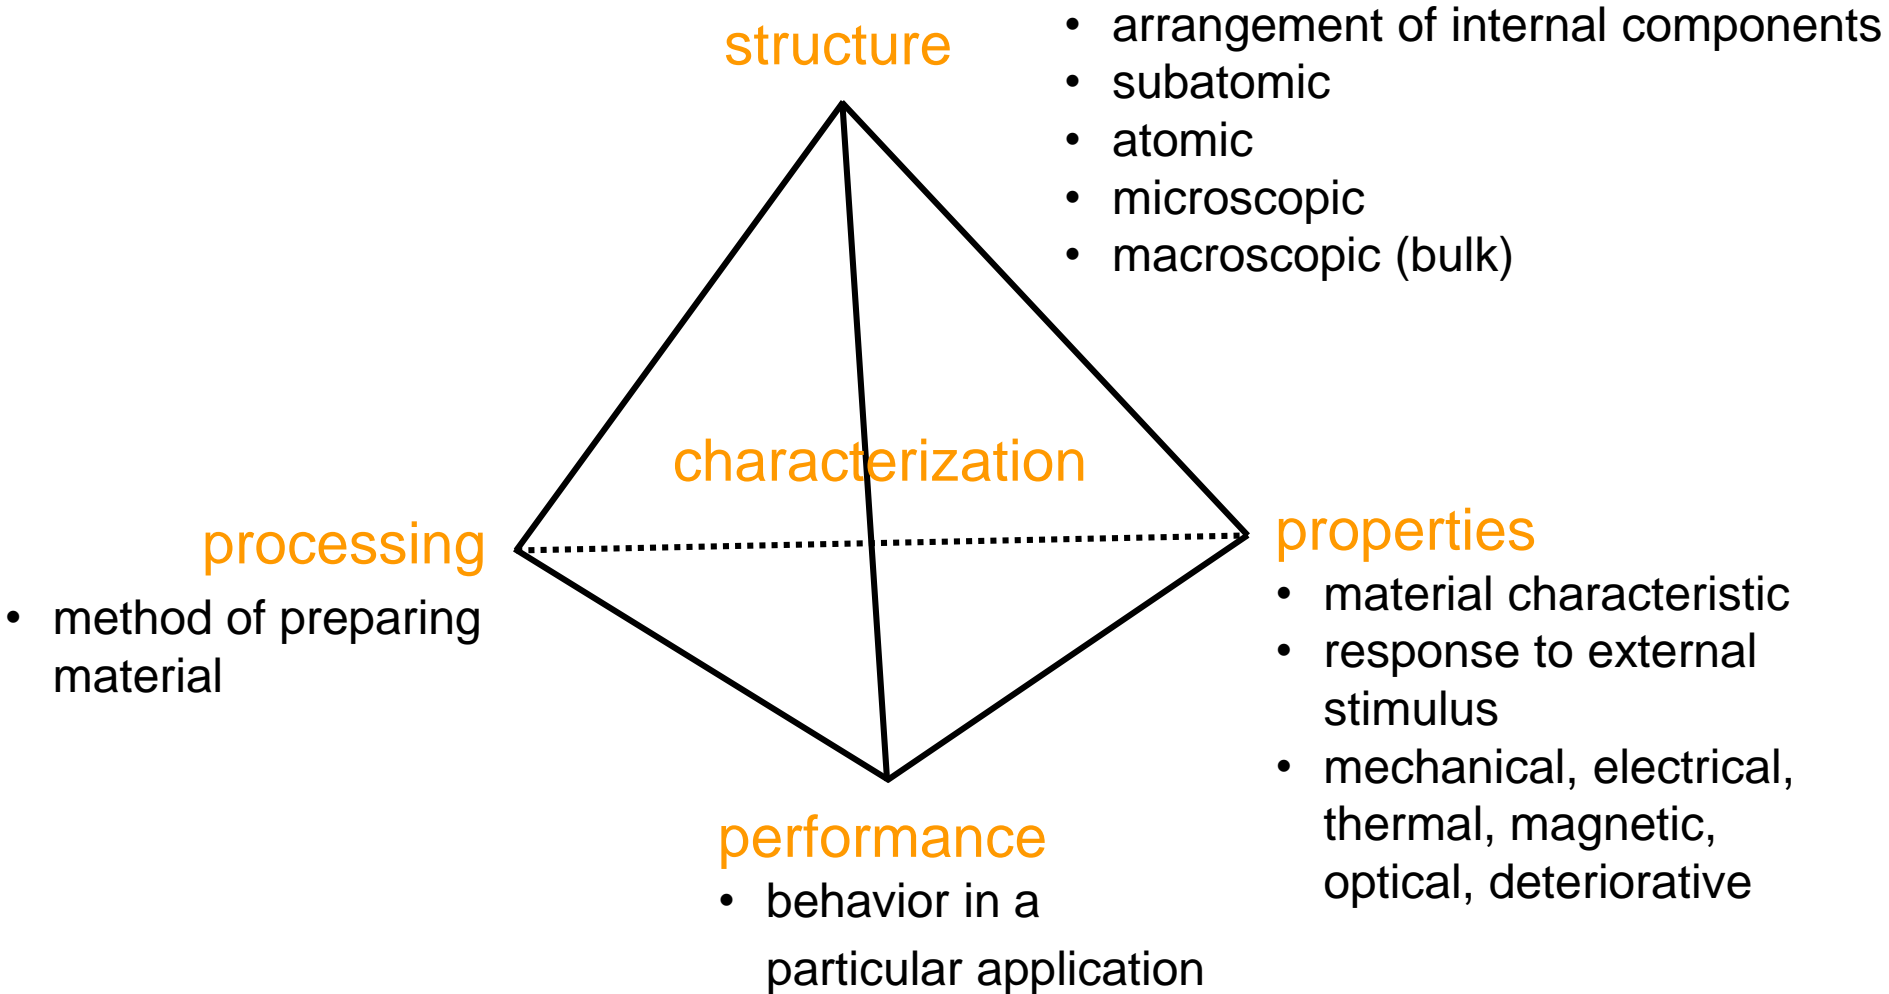 structure
• arrangement of internal components
• subatomic
• atomic
• microscopic
• macroscopic (bulk)
characterization
processing
• method of preparing
material
properties
• material characteristic
• response to external
stimulus
• mechanical, electrical,
thermal, magnetic,
optical, deteriorative
performance
• behavior in a
particular application